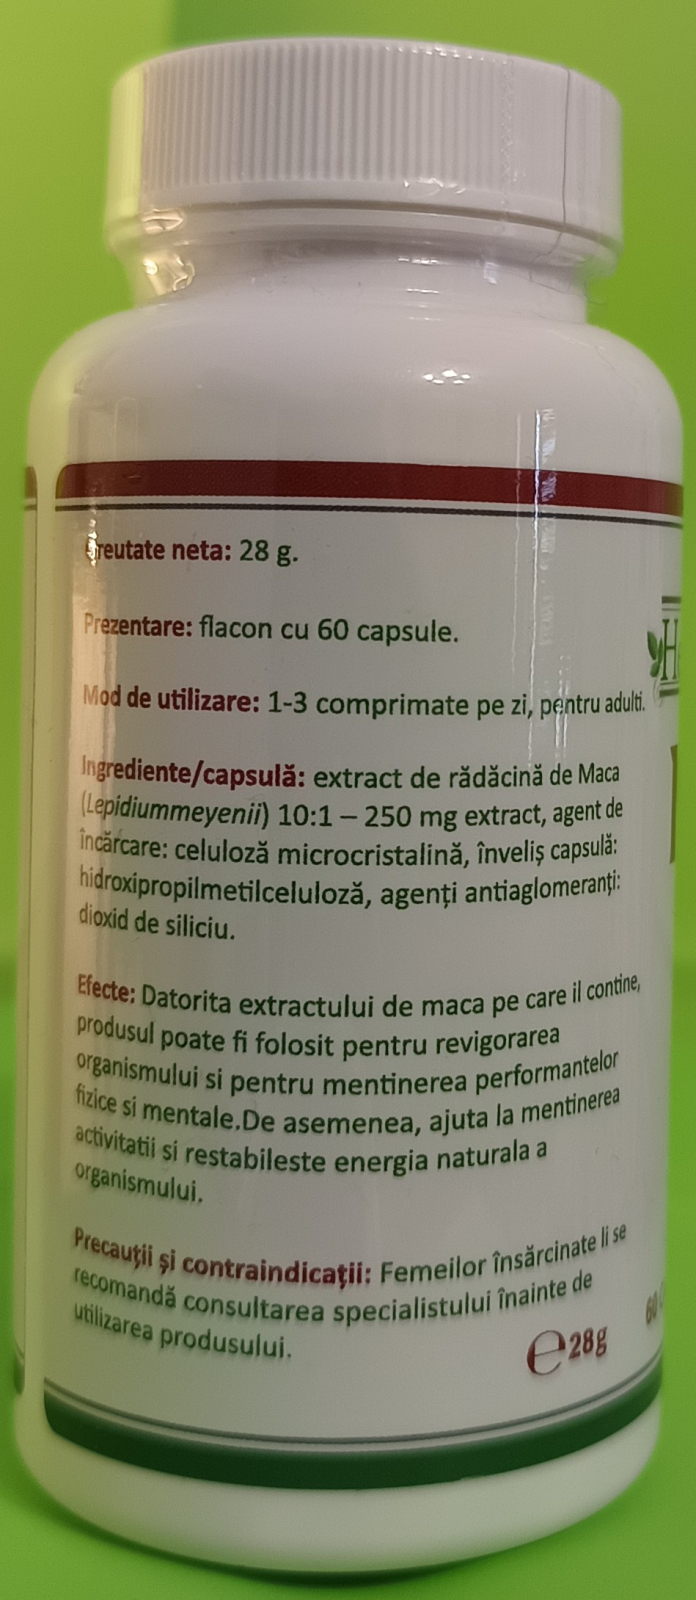 Greutate neta: 28 g.
Prezentare: flacon cu 60 capsule.
Mod de utilizare: 1-3 comprimate pe zi, pentru adulti.
Ingrediente/capsulă: extract de rădăcină de Maca
(Lepidiummeyenii) 10:1 – 250 mg extract, agent de
încărcare: celuloză microcristalină, înveliș capsulă:
hidroxipropilmetilceluloză, agenți antiaglomeranți:
dioxid de siliciu.
Efecte: Datorita extractului de maca pe care il contine,
produsul poate fi folosit pentru revigorarea
organismului si pentru mentinerea performantelor
fizice si mentale.De asemenea, ajuta la mentinerea
activitatii si restabileste energia naturala a
organismului.
Precauții și contraindicații: Femeilor însărcinate li se
recomandă consultarea specialistului înainte de
utilizarea produsului.
℮28g
60